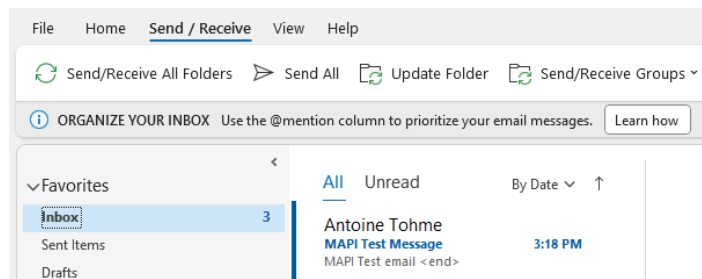 File Home Send / Receive View Help
Send/Receive All Folders Send All Update Folder Send/Receive Groups
ORGANIZE YOUR INBOX Use the @mention column to prioritize your email messages. Learn how
Favorites
Inbox 3
Sent Items
Drafts
All Unread By Date
Antoine Tohme
MAPI Test Message 3:18 PM
MAPI Test email <end>